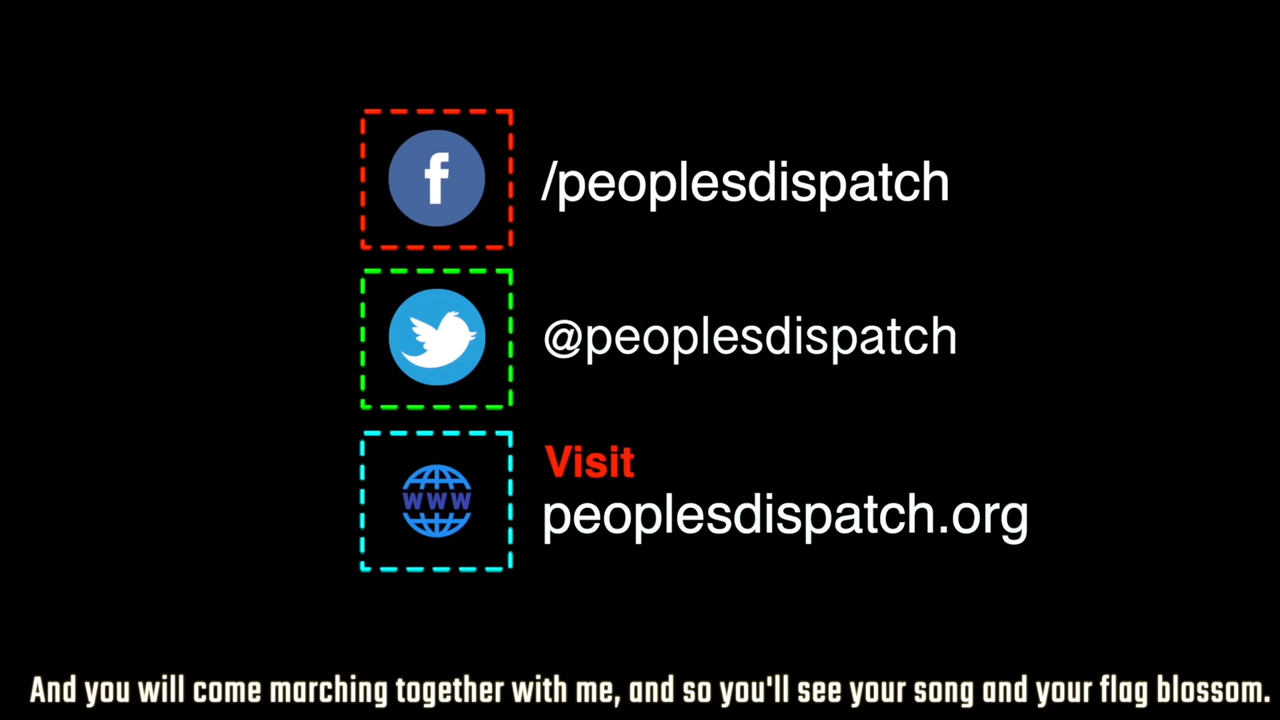 f
/peoplesdispatch
@peoplesdispatch
Visit
WWW
peoplesdispatch.org
And you will come marching together with me, and so you'll see your song and your flag blossom.